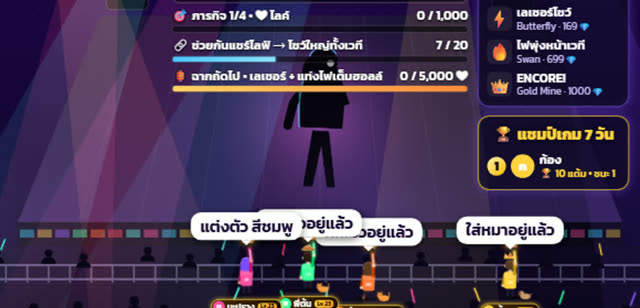 ภารกิจ 1/4 • ไลค์ 0 / 1,000
ช่วยกันแชร์ไลฟ์ → โชว์ใหญ่ทั้งเวที 7 / 20
ฉากถัดไป • เลเซอร์ + แท่งไฟเต็มฮอลล์ 0 / 5,000
เลเซอร์โชว์
Butterfly · 169
ไฟพุ่งหน้าเวที
Swan · 699
ENCORE!
Gold Mine · 1000
แชมป์เกม 7 วัน
1
ก
ก้อง
10 แต้ม • ชนะ 1
แต่งตัว สีชมพู
อยู่แล้ว
อยู่แล้ว
ใส่หมาอยู่แล้ว
พี่ตั้น Lv.23